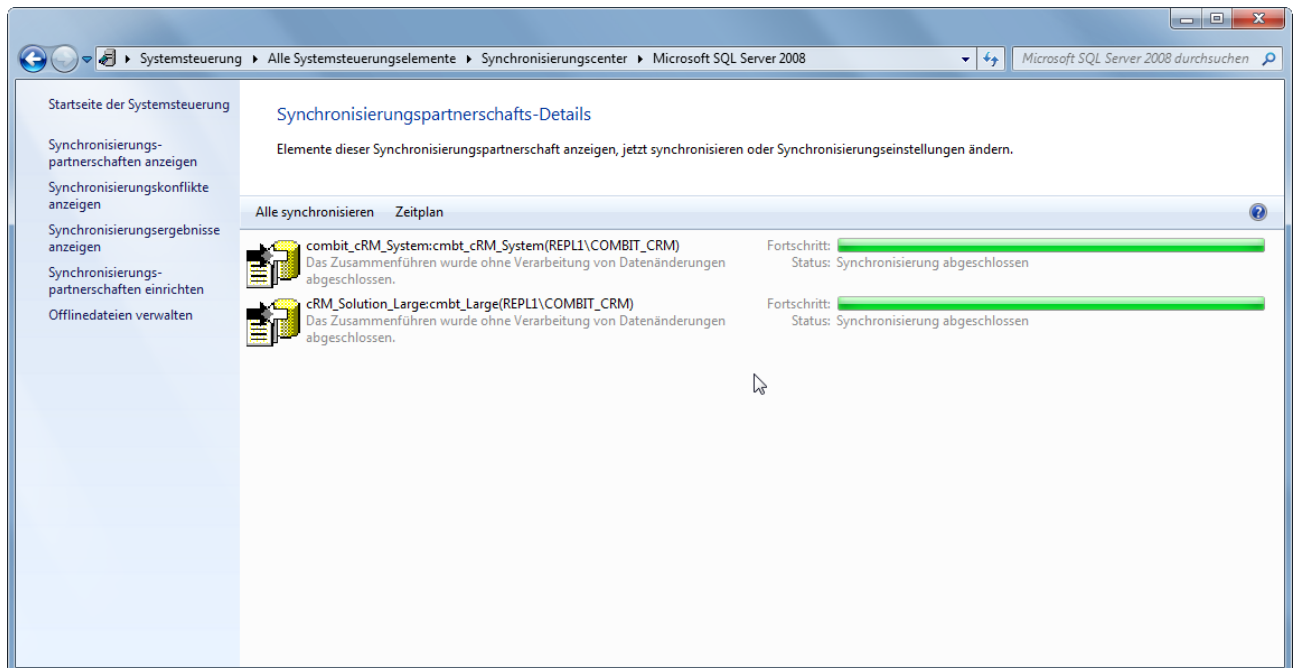 Systemsteuerung ▸ Alle Systemsteuerungselemente ▸ Synchronisierungscenter ▸ Microsoft SQL Server 2008
Microsoft SQL Server 2008 durchsuchen
Startseite der Systemsteuerung
Synchronisierungs-
partnerschaften anzeigen
Synchronisierungskonflikte
anzeigen
Synchronisierungsergebnisse
anzeigen
Synchronisierungs-
partnerschaften einrichten
Offlinedateien verwalten
Synchronisierungspartnerschafts-Details
Elemente dieser Synchronisierungspartnerschaft anzeigen, jetzt synchronisieren oder Synchronisierungseinstellungen ändern.
Alle synchronisieren Zeitplan
combit_cRM_System:cmbt_cRM_System(REPL1\COMBIT_CRM)
Das Zusammenführen wurde ohne Verarbeitung von Datenänderungen
abgeschlossen.
Fortschritt:
Status: Synchronisierung abgeschlossen
cRM_Solution_Large:cmbt_Large(REPL1\COMBIT_CRM)
Das Zusammenführen wurde ohne Verarbeitung von Datenänderungen
abgeschlossen.
Fortschritt:
Status: Synchronisierung abgeschlossen